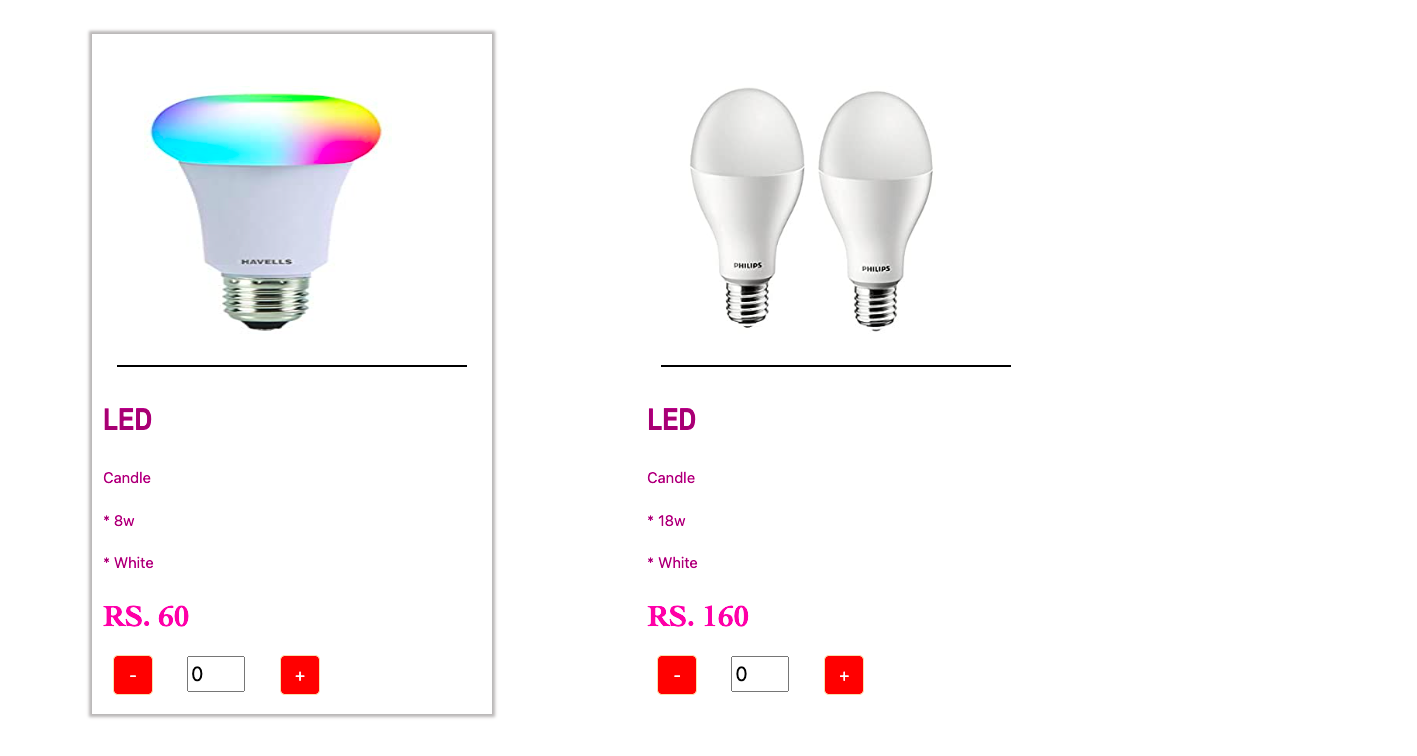 HAVELLS
LED
Candle
* 8w
* White
RS. 60
-
0
+
PHILIPS
PHILIPS
LED
Candle
* 18w
* White
RS. 160
-
0
+